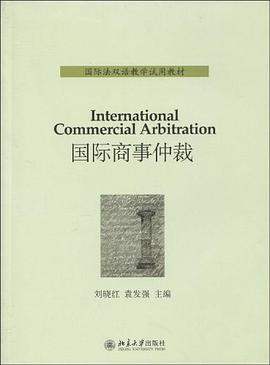 国际法双语教学试用教材
International
Commercial Arbitration
国际商事仲裁
刘晓红 袁发强 主编
北京大学出版社
PEKING UNIVERSITY PRESS